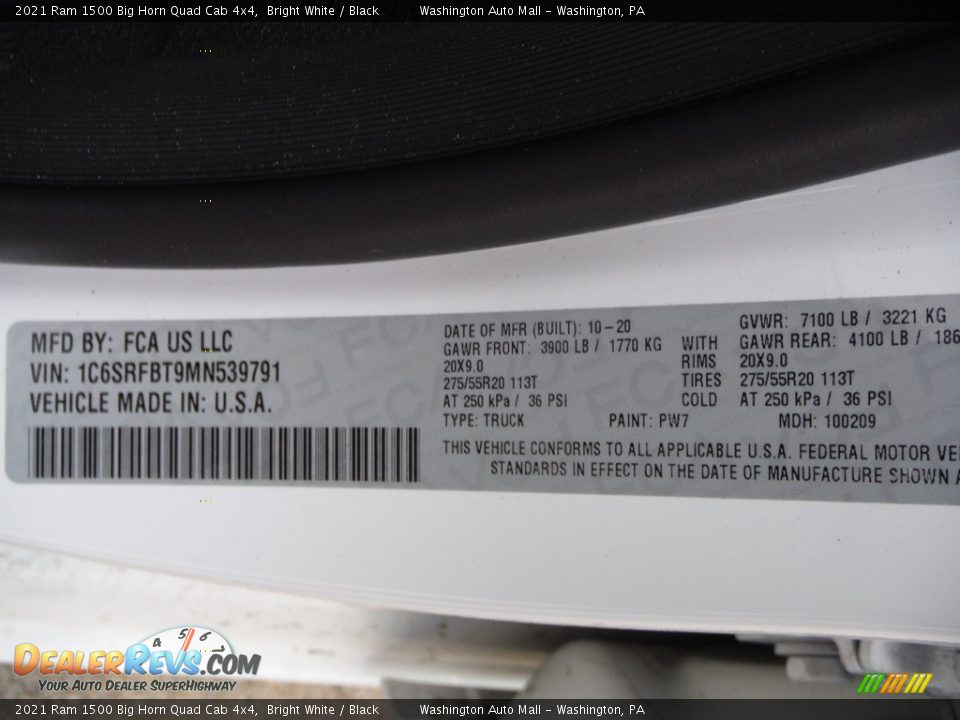 2021 Ram 1500 Big Horn Quad Cab 4x4, Bright White / Black Washington Auto Mall - Washington, PA
MFD BY: FCA US LLC
VIN: 1C6SRFBT9MN539791
VEHICLE MADE IN: U.S.A.
DATE OF MFR (BUILT): 10-20 GVWR: 7100 LB / 3221 KG
GAWR FRONT: 3900 LB / 1770 KG WITH GAWR REAR: 4100 LB / 186
20X9.0 RIMS 20X9.0
275/55R20 113T TIRES 275/55R20 113T
AT 250 kPa / 36 PSI COLD AT 250 kPa / 36 PSI
TYPE: TRUCK PAINT: PW7 MDH: 100209
THIS VEHICLE CONFORMS TO ALL APPLICABLE U.S.A. FEDERAL MOTOR VE
STANDARDS IN EFFECT ON THE DATE OF MANUFACTURE SHOWN A
4 5 6
DEALERREVS.COM
YOUR AUTO DEALER SUPERHIGHWAY
2021 Ram 1500 Big Horn Quad Cab 4x4, Bright White / Black Washington Auto Mall - Washington, PA